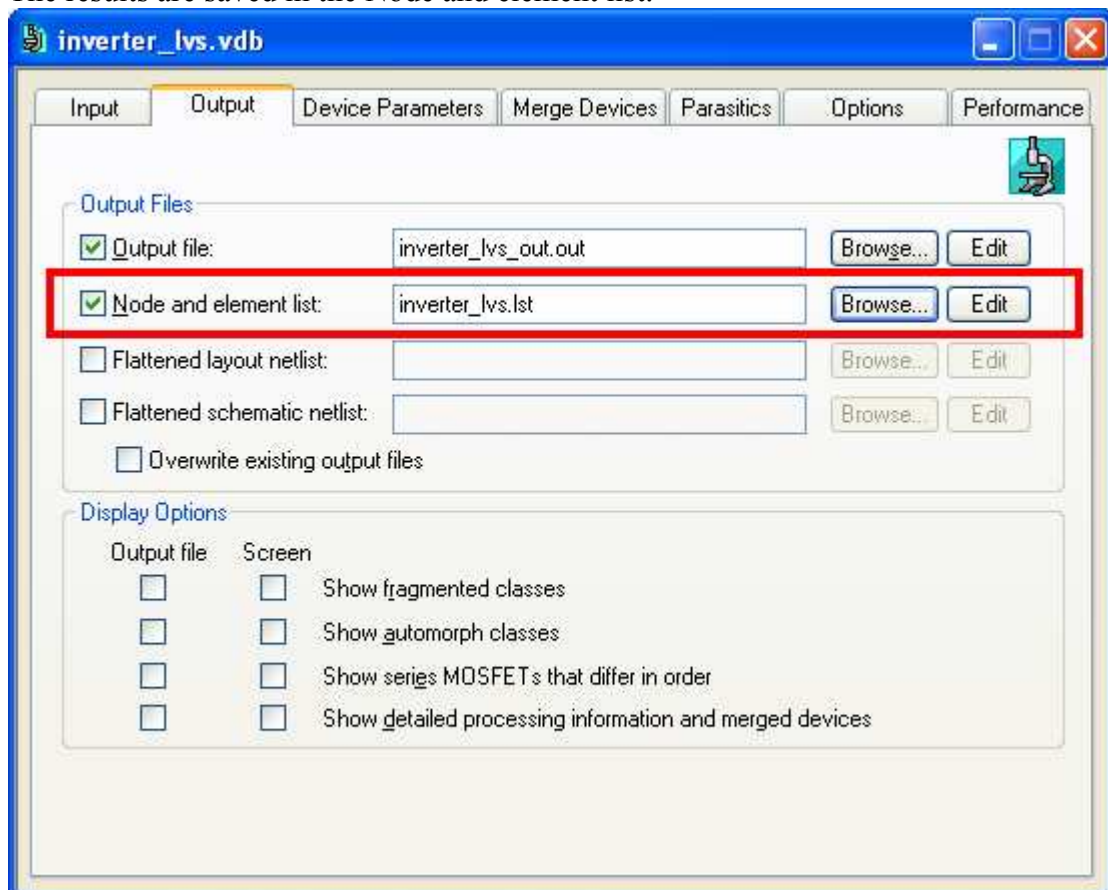 The results are saved in the Node and element list.
inverter_lvs.vdb
Input Output Device Parameters Merge Devices Parasitics Options Performance
Output Files
Output file: inverter_lvs_out.out Browse... Edit
Node and element list: inverter_lvs.lst Browse... Edit
Flattened layout netlist: Browse... Edit
Flattened schematic netlist: Browse... Edit
Overwrite existing output files
Display Options
Output file Screen
Show fragmented classes
Show automorph classes
Show series MOSFETs that differ in order
Show detailed processing information and merged devices